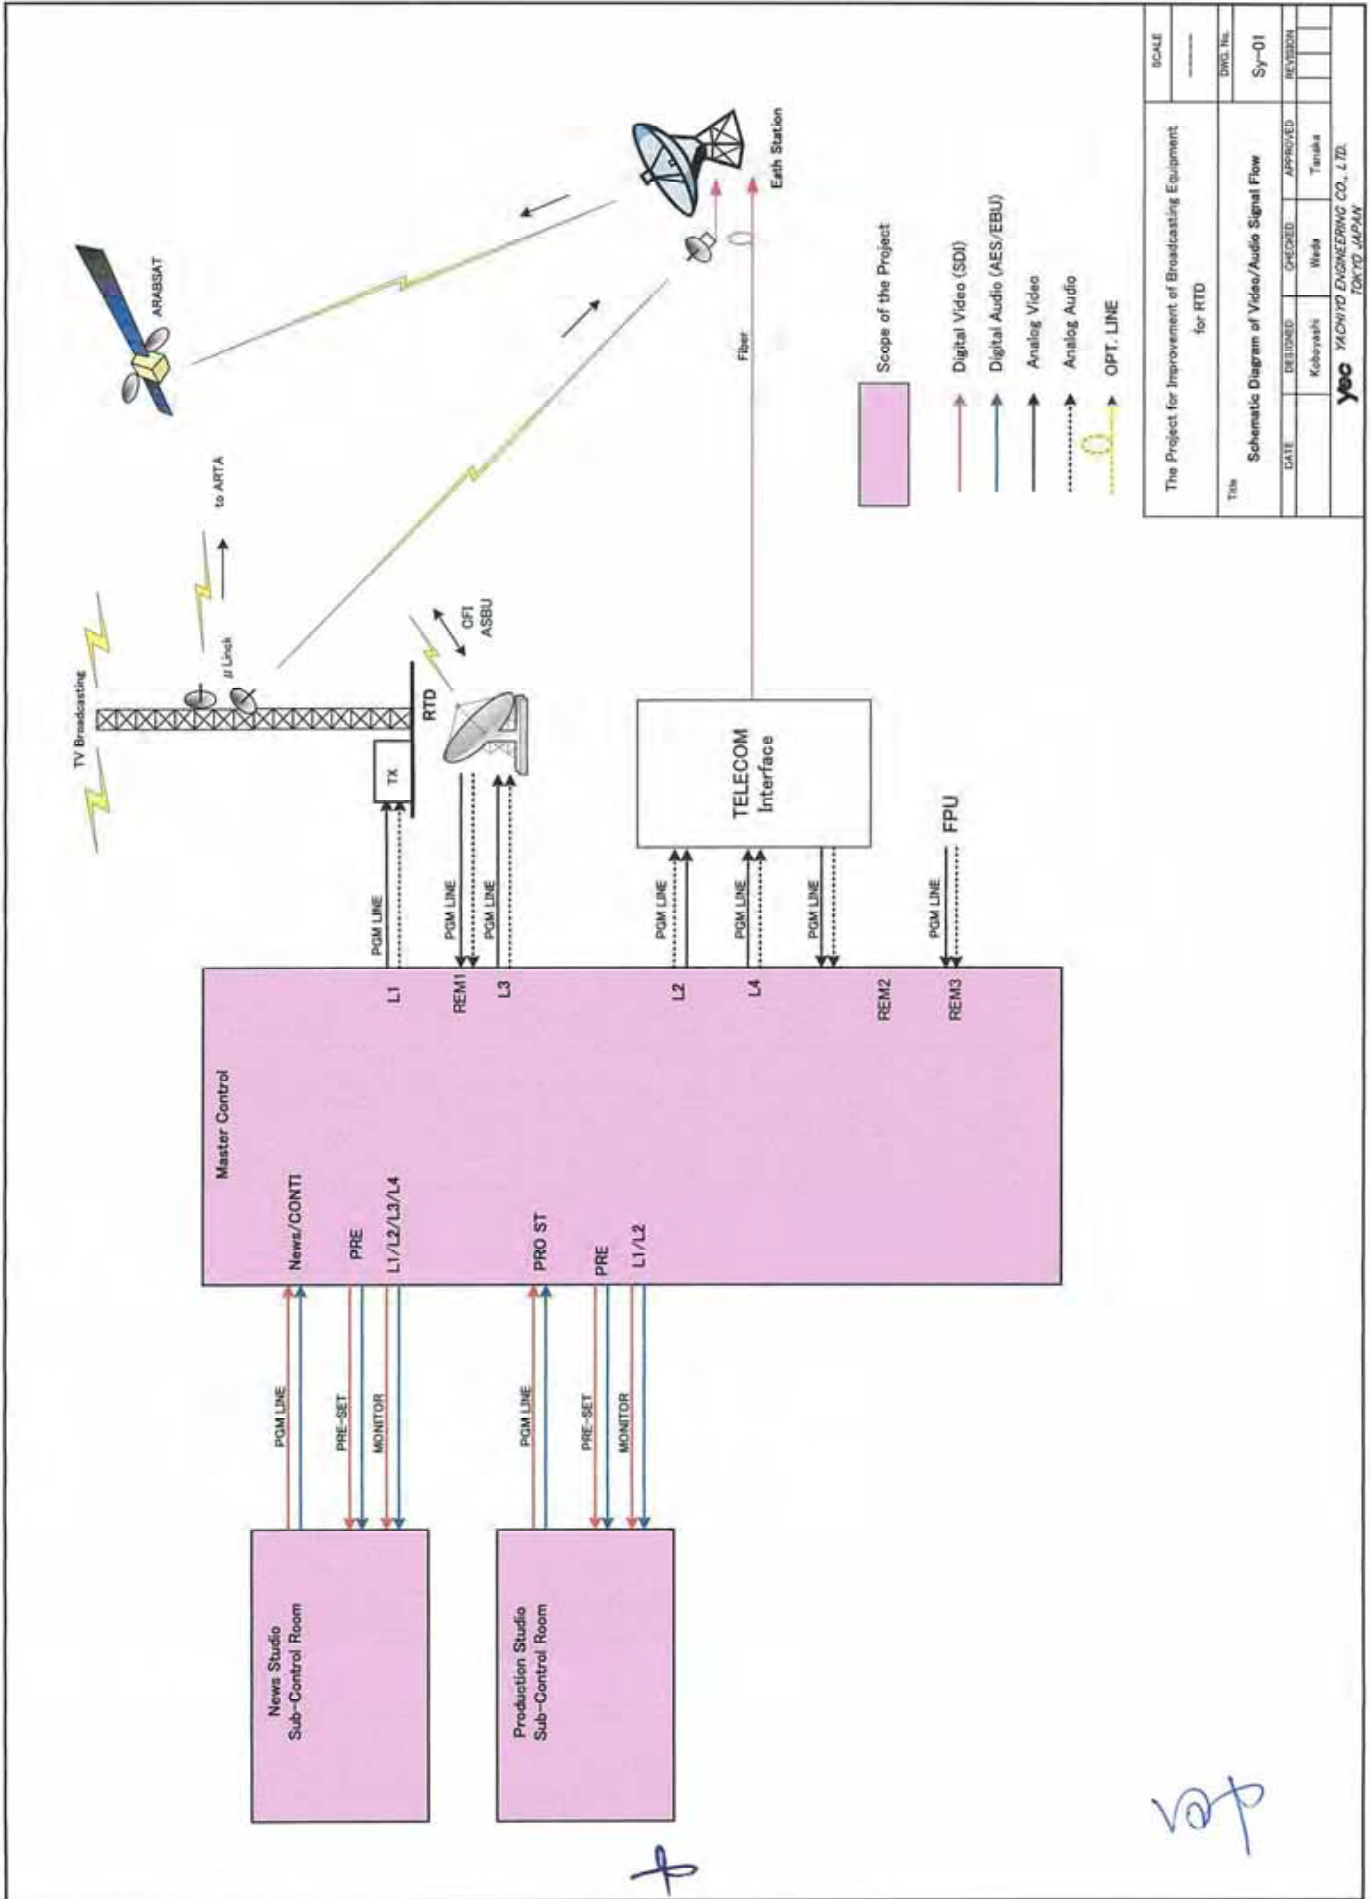 TV Broadcasting
ARABSAT
to ARTA
μ Linck
TX
RTD
CFI
ASBU
Eath Station
Fiber
News Studio
Sub-Control Room
PGM LINE
PRE-SET
MONITOR
Production Studio
Sub-Control Room
PGM LINE
PRE-SET
MONITOR
Master Control
News/CONTI
PRE
L1/L2/L3/L4
PRO ST
PRE
L1/L2
L1
REM1
L3
L2
L4
REM2
REM3
PGM LINE
PGM LINE
PGM LINE
PGM LINE
PGM LINE
PGM LINE
PGM LINE
TELECOM
Interface
FPU
Scope of the Project
Digital Video (SDI)
Digital Audio (AES/EBU)
Analog Video
Analog Audio
OPT. LINE
The Project for Improvement of Broadcasting Equipment
for RTD
SCALE
-----
Title
Schematic Diagram of Video/Audio Signal Flow
DWG. No.
Sy-01
DATE DESIGNED CHECKED APPROVED REVISION
Kobayashi Wada Tanaka
yec YACHIYO ENGINEERING CO., LTD.
TOKYO JAPAN